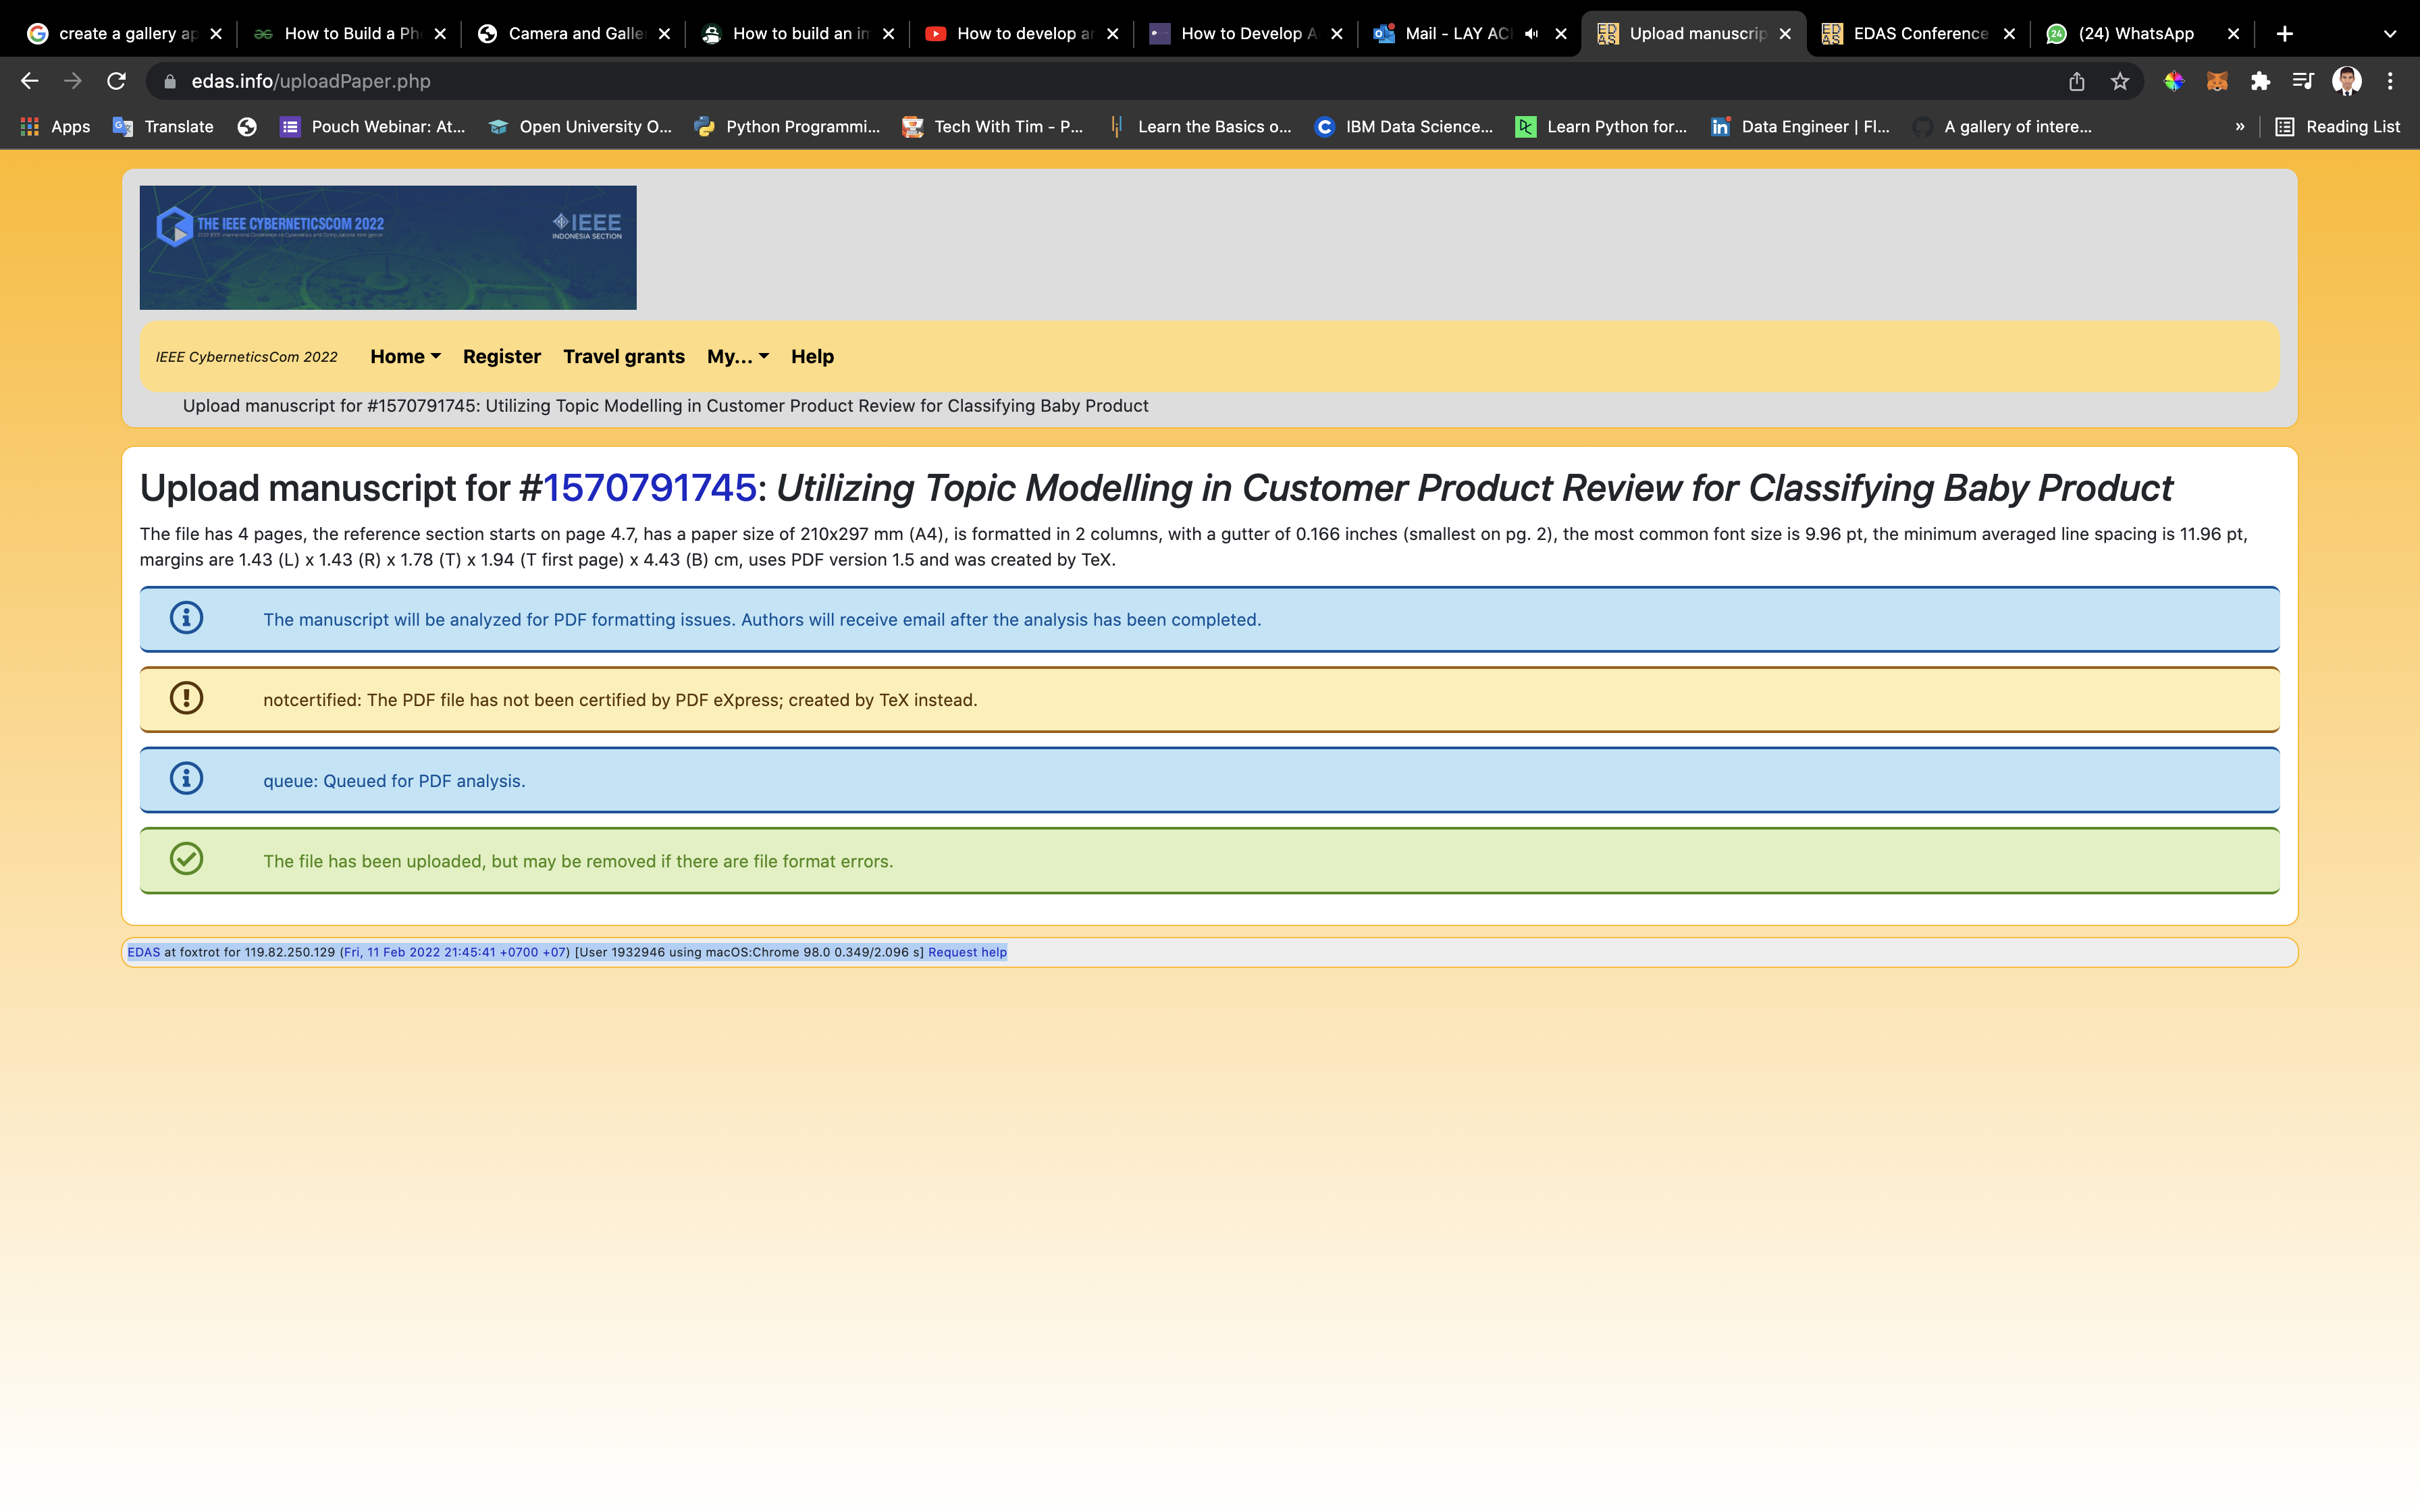 create a gallery ap
How to Build a Ph
Camera and Galle
How to build an in
How to develop ar
How to Develop A
Mail - LAY AC
Upload manuscrip
EDAS Conference
(24) WhatsApp
edas.info/uploadPaper.php
Apps
Translate
Pouch Webinar: At...
Open University O...
Python Programmi...
Tech With Tim - P...
Learn the Basics o...
IBM Data Science...
Learn Python for...
Data Engineer | Fl...
A gallery of intere...
»
Reading List
THE IEEE CYBERNETICSCOM 2022
IEEE
INDONESIA SECTION
IEEE CyberneticsCom 2022
Home
Register
Travel grants
My...
Help
Upload manuscript for #1570791745: Utilizing Topic Modelling in Customer Product Review for Classifying Baby Product
Upload manuscript for #1570791745: Utilizing Topic Modelling in Customer Product Review for Classifying Baby Product
The file has 4 pages, the reference section starts on page 4.7, has a paper size of 210x297 mm (A4), is formatted in 2 columns, with a gutter of 0.166 inches (smallest on pg. 2), the most common font size is 9.96 pt, the minimum averaged line spacing is 11.96 pt,
margins are 1.43 (L) x 1.43 (R) x 1.78 (T) x 1.94 (T first page) x 4.43 (B) cm, uses PDF version 1.5 and was created by TeX.
The manuscript will be analyzed for PDF formatting issues. Authors will receive email after the analysis has been completed.
notcertified: The PDF file has not been certified by PDF eXpress; created by TeX instead.
queue: Queued for PDF analysis.
The file has been uploaded, but may be removed if there are file format errors.
EDAS at foxtrot for 119.82.250.129 (Fri, 11 Feb 2022 21:45:41 +0700 +07) [User 1932946 using macOS:Chrome 98.0 0.349/2.096 s] Request help